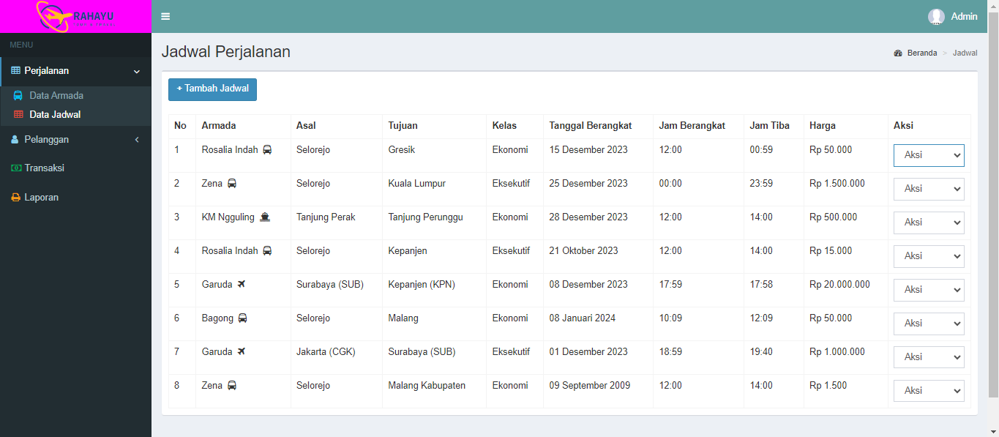 RAHAYU
Admin
MENU
Perjalanan
Data Armada
Data Jadwal
Pelanggan
Transaksi
Laporan
Jadwal Perjalanan
Beranda > Jadwal
+ Tambah Jadwal
No Armada Asal Tujuan Kelas Tanggal Berangkat Jam Berangkat Jam Tiba Harga Aksi
1 Rosalia Indah Selorejo Gresik Ekonomi 15 Desember 2023 12:00 00:59 Rp 50.000 Aksi
2 Zena Selorejo Kuala Lumpur Eksekutif 25 Desember 2023 00:00 23:59 Rp 1.500.000 Aksi
3 KM Ngguling Tanjung Perak Tanjung Perunggu Ekonomi 28 Desember 2023 12:00 14:00 Rp 500.000 Aksi
4 Rosalia Indah Selorejo Kepanjen Eksekutif 21 Oktober 2023 12:00 14:00 Rp 15.000 Aksi
5 Garuda Surabaya (SUB) Kepanjen (KPN) Ekonomi 08 Desember 2023 17:59 17:58 Rp 20.000.000 Aksi
6 Bagong Selorejo Malang Ekonomi 08 Januari 2024 10:09 12:09 Rp 50.000 Aksi
7 Garuda Jakarta (CGK) Surabaya (SUB) Eksekutif 01 Desember 2023 18:59 19:40 Rp 1.000.000 Aksi
8 Zena Selorejo Malang Kabupaten Ekonomi 09 September 2009 12:00 14:00 Rp 1.500 Aksi